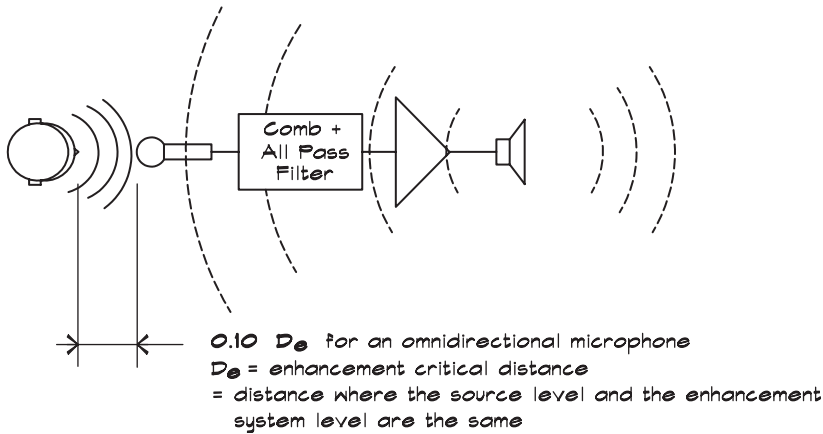 Comb +
All Pass
Filter
0.10 De for an omnidirectional microphone
De = enhancement critical distance
= distance where the source level and the enhancement
system level are the same